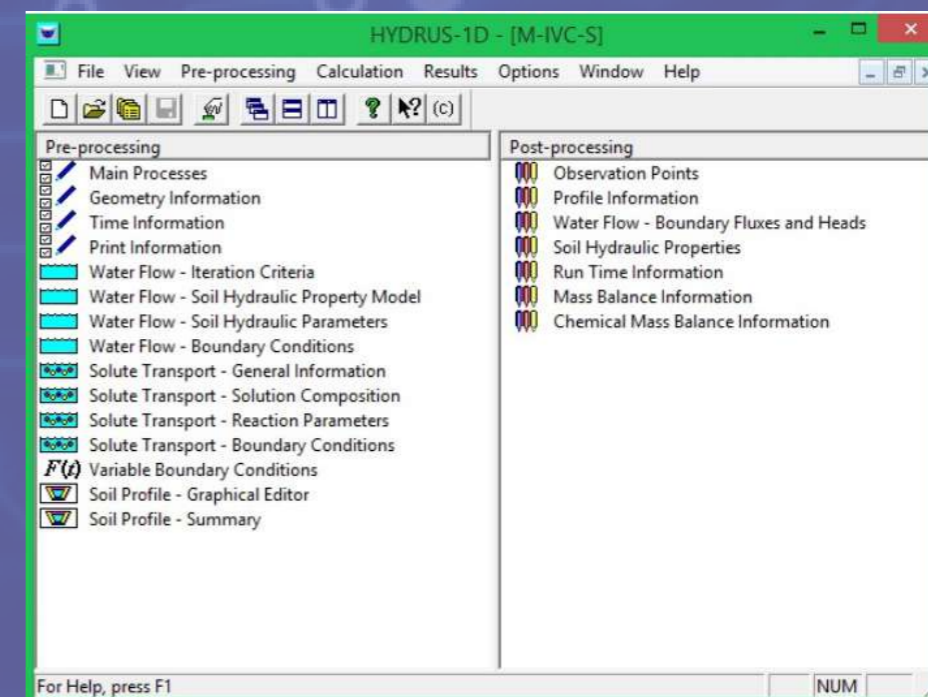 HYDRUS-1D - [M-IVC-S]
File View Pre-processing Calculation Results Options Window Help
(c)
Pre-processing
Main Processes
Geometry Information
Time Information
Print Information
Water Flow - Iteration Criteria
Water Flow - Soil Hydraulic Property Model
Water Flow - Soil Hydraulic Parameters
Water Flow - Boundary Conditions
Solute Transport - General Information
Solute Transport - Solution Composition
Solute Transport - Reaction Parameters
Solute Transport - Boundary Conditions
F(t) Variable Boundary Conditions
Soil Profile - Graphical Editor
Soil Profile - Summary
Post-processing
Observation Points
Profile Information
Water Flow - Boundary Fluxes and Heads
Soil Hydraulic Properties
Run Time Information
Mass Balance Information
Chemical Mass Balance Information
For Help, press F1
NUM